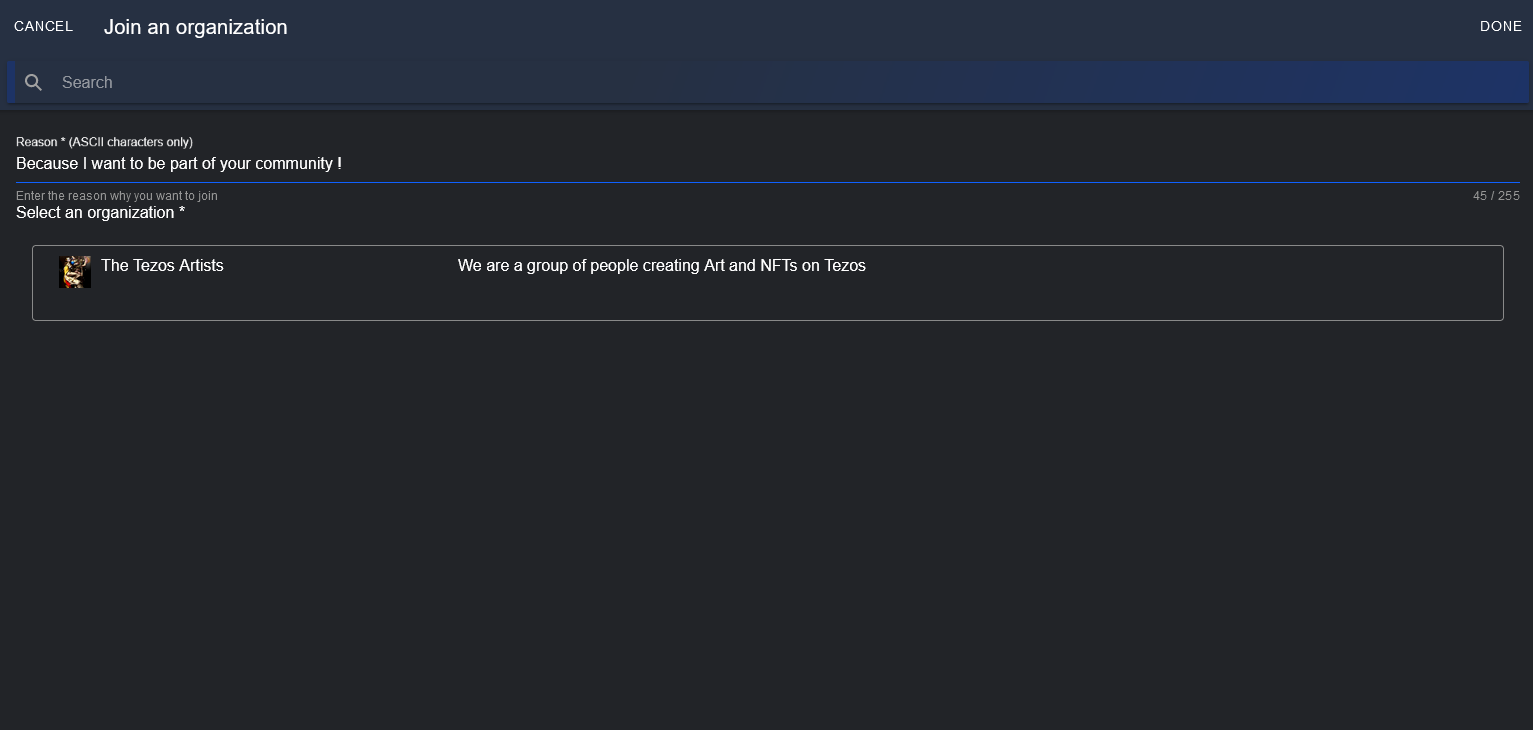 CANCEL Join an organization DONE
Search
Reason * (ASCII characters only)
Because I want to be part of your community !
Enter the reason why you want to join 45 / 255
Select an organization *
The Tezos Artists We are a group of people creating Art and NFTs on Tezos